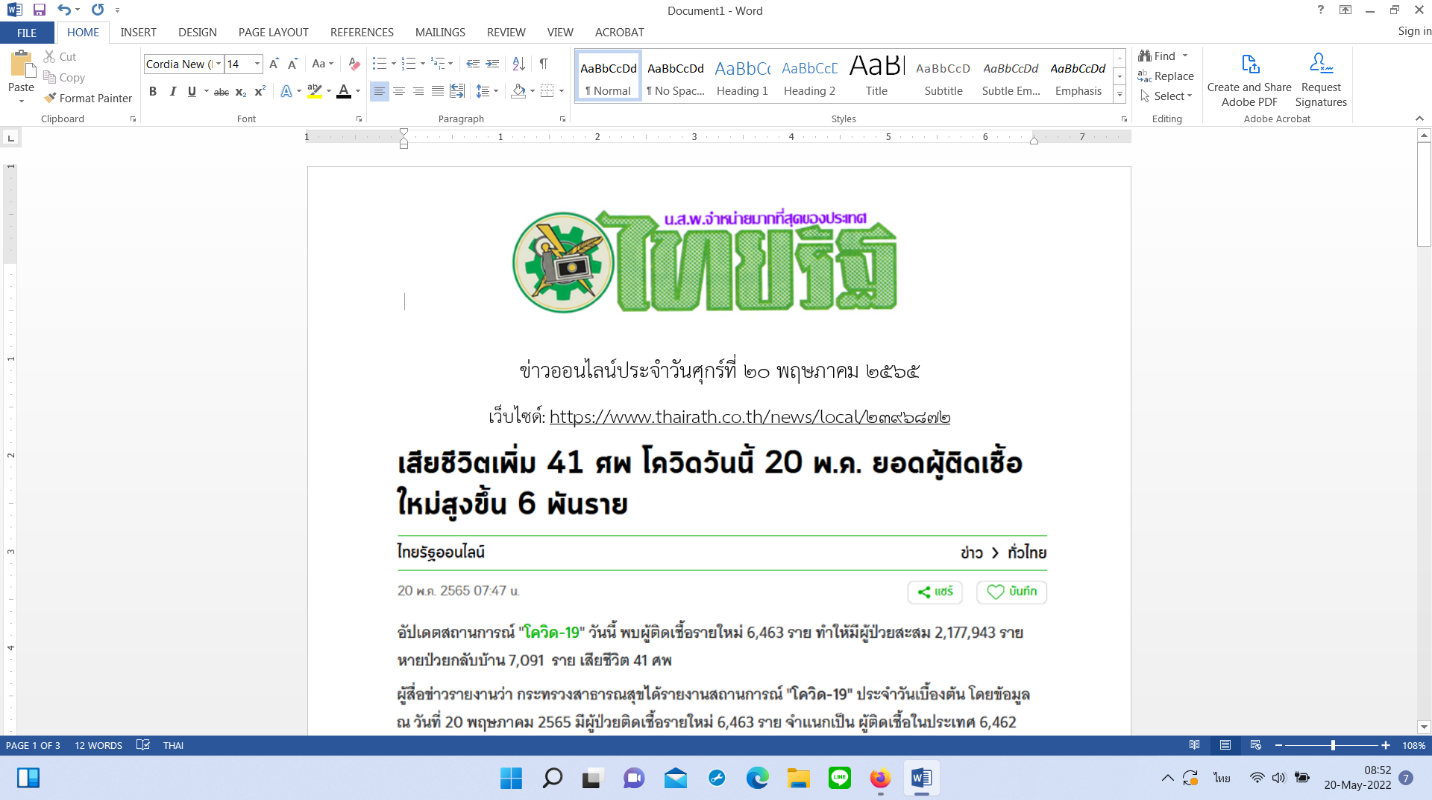 Document1 - Word
FILE HOME INSERT DESIGN PAGE LAYOUT REFERENCES MAILINGS REVIEW VIEW ACROBAT Sign in
Paste
Cut
Copy
Format Painter
Clipboard
Cordia New ( 14
Aa
B I U abc X₂ X² A A
Font
Paragraph
AaBbCcDd AaBbCcDd AaBbCc AaBbCcD AaB AaBbCcD AaBbCcDd AaBbCcDd
¶ Normal ¶ No Spac... Heading 1 Heading 2 Title Subtitle Subtle Em... Emphasis
Styles
Find
Replace
Select
Editing
Create and Share Adobe PDF
Request Signatures
Adobe Acrobat
1 1 2 3 4 5 6 7
น.ส.พ.จำหน่ายมากที่สุดของประเทศ
ไทยรัฐ
ข่าวออนไลน์ประจำวันศุกร์ที่ ๒๐ พฤษภาคม ๒๕๖๕
เว็บไซต์: https://www.thairath.co.th/news/local/๒๓๙๖๘๗๒
เสียชีวิตเพิ่ม 41 ศพ โควิดวันนี้ 20 พ.ค. ยอดผู้ติดเชื้อ
ใหม่สูงขึ้น 6 พันราย
ไทยรัฐออนไลน์ ข่าว > ทั่วไทย
20 พ.ค. 2565 07:47 น. แชร์ บันทึก
อัปเดตสถานการณ์ "โควิด-19" วันนี้ พบผู้ติดเชื้อรายใหม่ 6,463 ราย ทำให้มีผู้ป่วยสะสม 2,177,943 ราย
หายป่วยกลับบ้าน 7,091 ราย เสียชีวิต 41 ศพ
ผู้สื่อข่าวรายงานว่า กระทรวงสาธารณสุขได้รายงานสถานการณ์ "โควิด-19" ประจำวันเบื้องต้น โดยข้อมูล
ณ วันที่ 20 พฤษภาคม 2565 มีผู้ป่วยติดเชื้อรายใหม่ 6,463 ราย จำแนกเป็น ผู้ติดเชื้อในประเทศ 6,462
PAGE 1 OF 3 12 WORDS THAI 108%
ไทย
08:52
20-May-2022
7